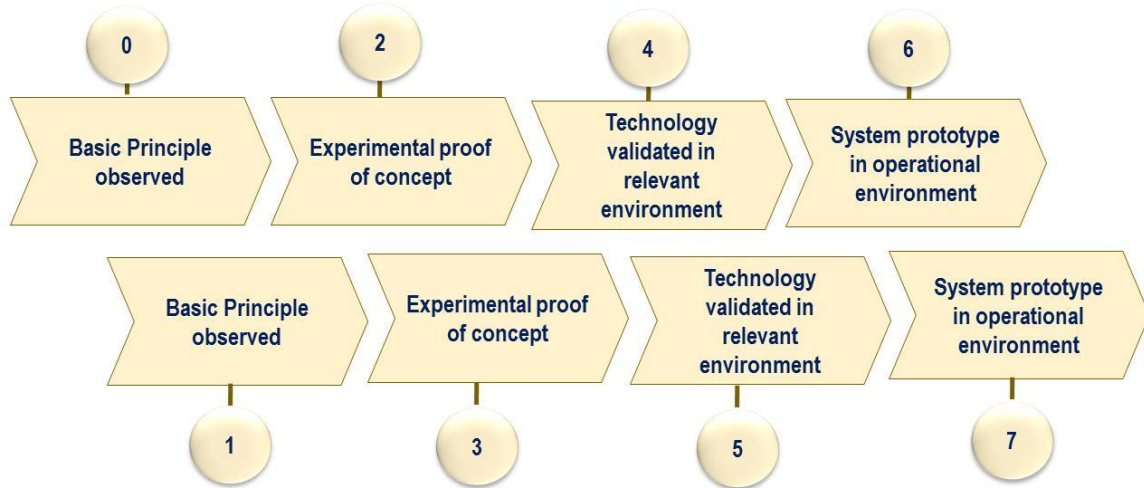 0
2
4
6
Basic Principle
observed
Experimental proof
of concept
Technology
validated in
relevant
environment
System prototype
in operational
environment
Basic Principle
observed
Experimental proof
of concept
Technology
validated in
relevant
environment
System prototype
in operational
environment
1
3
5
7